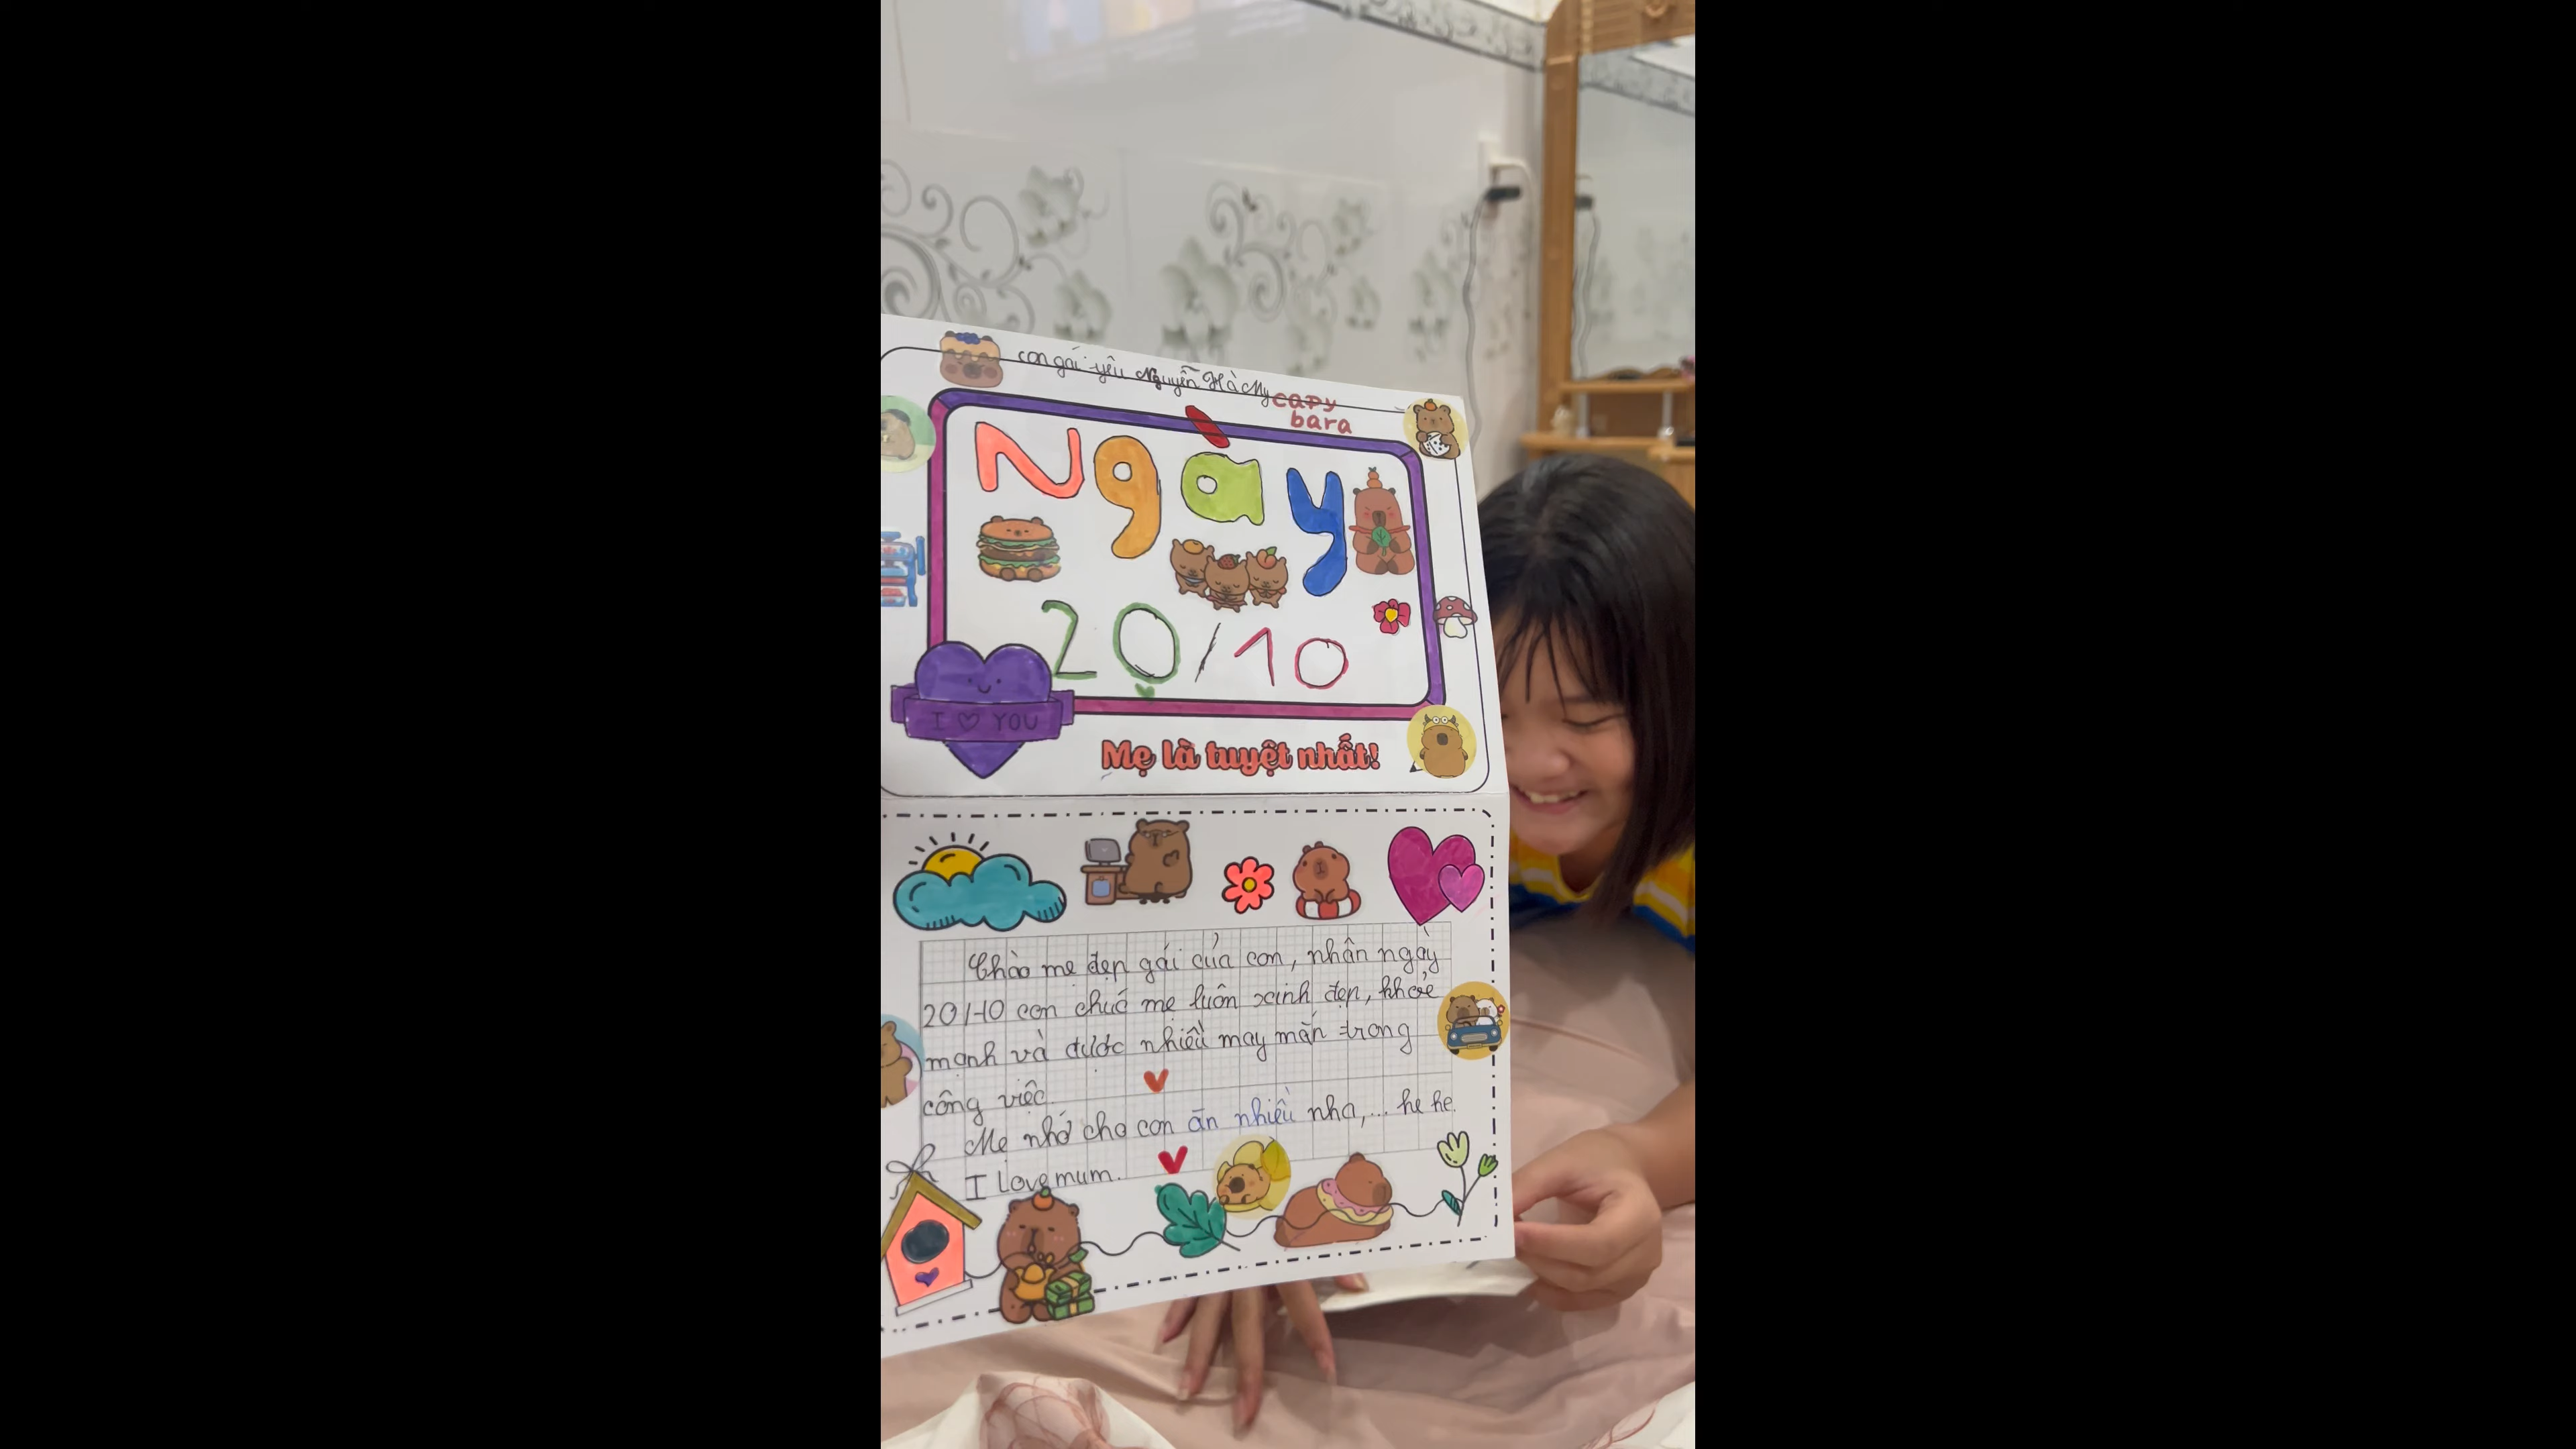 con gái yêu Nguyễn Hà My
capy
bara
Ngày
20/10
I ♡ YOU
Mẹ là tuyệt nhất!
Chào mẹ đẹp gái của con, nhân ngày
20/10 con chúc mẹ luôn xinh đẹp, khoẻ
mạnh và được nhiều may mắn trong
công việc.
Mẹ nhớ cho con ăn nhiều nha,... he he.
I love mum.